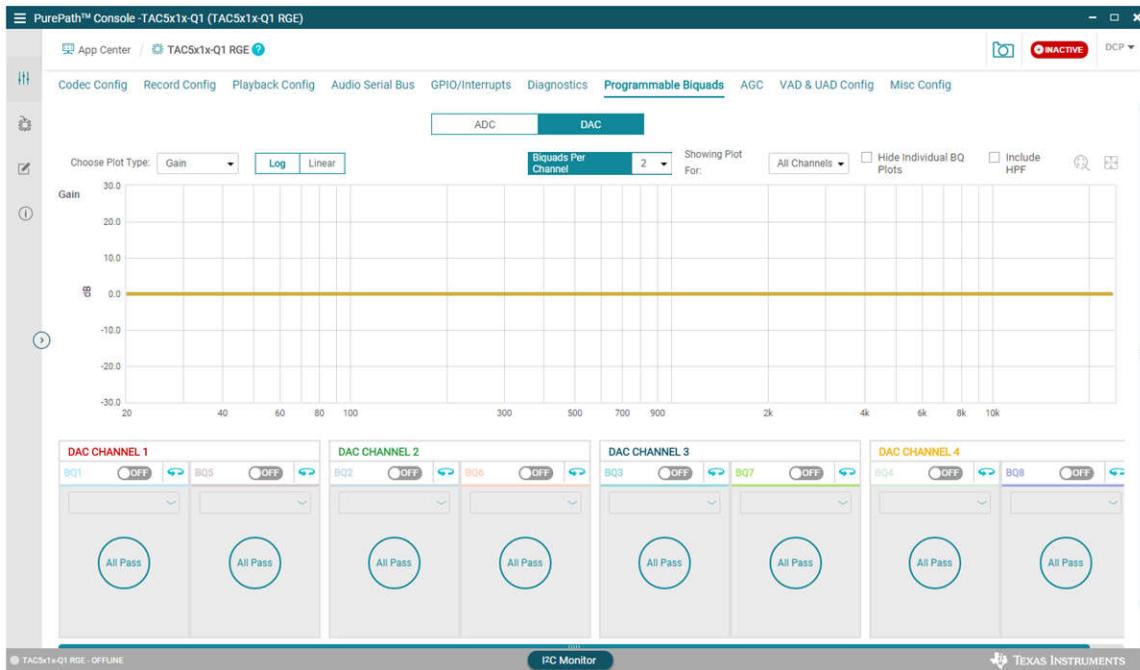 PurePath™ Console -TAC5x1x-Q1 (TAC5x1x-Q1 RGE)
App Center / TAC5x1x-Q1 RGE ?
INACTIVE
DCP
Codec Config Record Config Playback Config Audio Serial Bus GPIO/Interrupts Diagnostics Programmable Biquads AGC VAD & UAD Config Misc Config
ADC DAC
Choose Plot Type: Gain Log Linear
Biquads Per Channel 2
Showing Plot For: All Channels
Hide Individual BQ Plots
Include HPF
Gain
30.0
20.0
10.0
dB
0.0
-10.0
-20.0
-30.0
20 40 60 80 100 300 500 700 900 2k 4k 6k 8k 10k
DAC CHANNEL 1 DAC CHANNEL 2 DAC CHANNEL 3 DAC CHANNEL 4
BQ1 OFF BQ5 OFF BQ2 OFF BQ6 OFF BQ3 OFF BQ7 OFF BQ4 OFF BQ8 OFF
All Pass All Pass All Pass All Pass All Pass All Pass All Pass All Pass
TAC5x1x-Q1 RGE - OFFLINE
I²C Monitor
TEXAS INSTRUMENTS